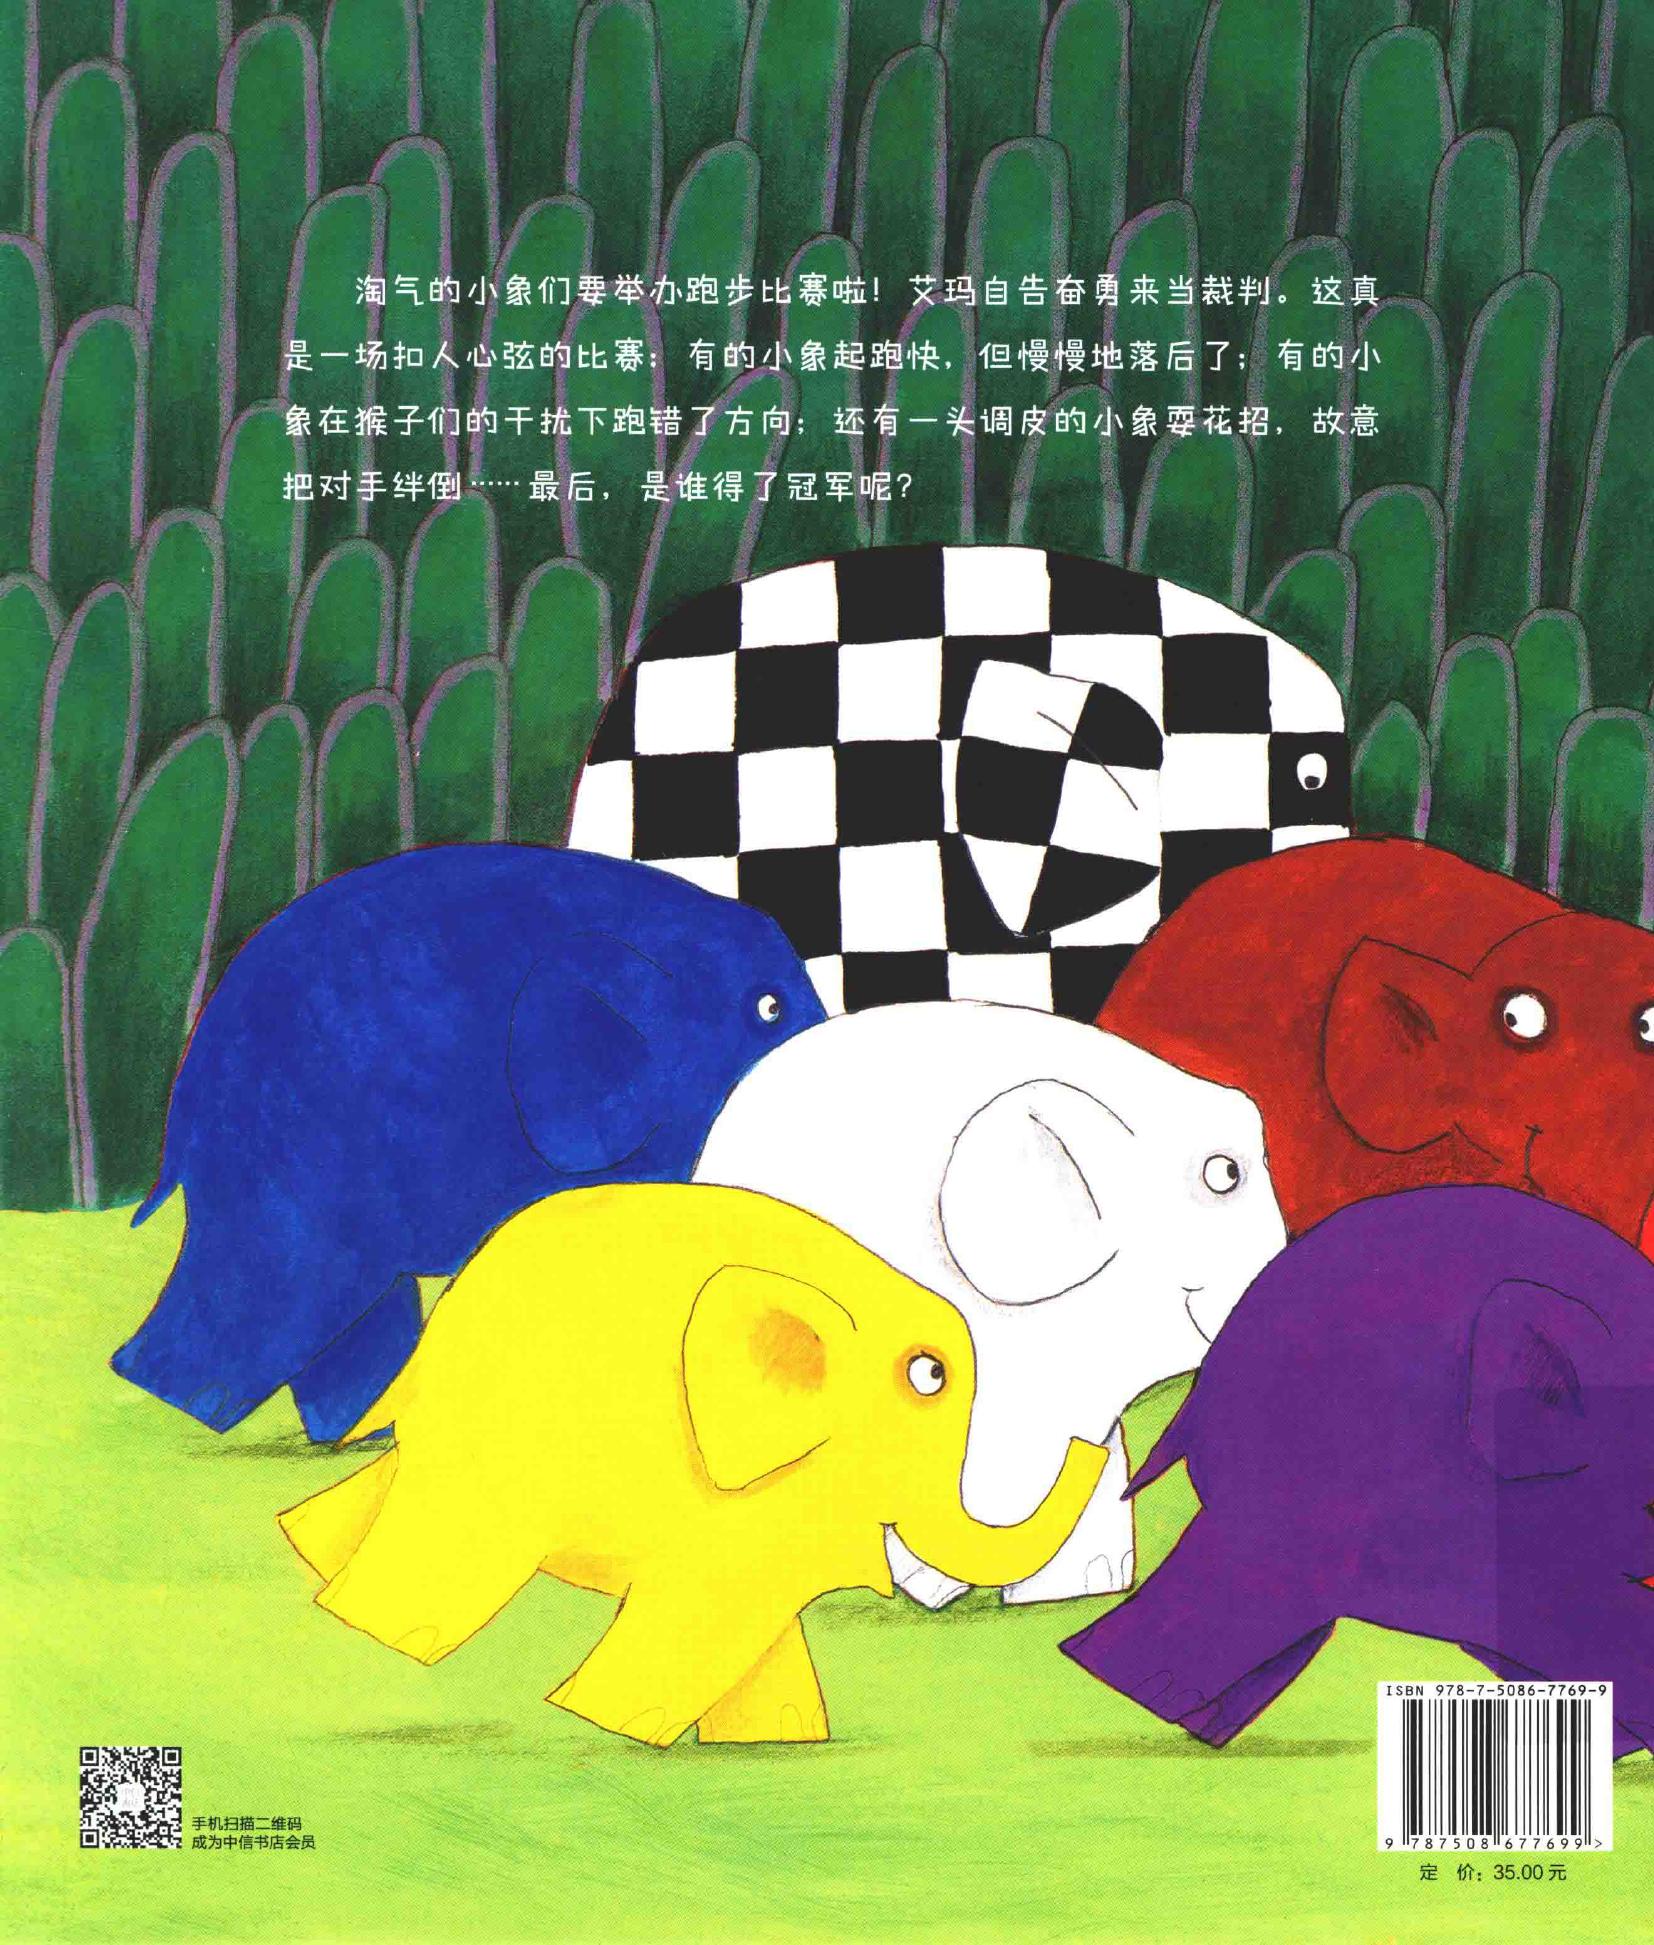 淘气的小象们要举办跑步比赛啦！艾玛自告奋勇来当裁判。这真
是一场扣人心弦的比赛：有的小象起跑快，但慢慢地落后了；有的小
象在猴子们的干扰下跑错了方向；还有一头调皮的小象耍花招，故意
把对手绊倒……最后，是谁得了冠军呢？
ISBN 978-7-5086-7769-9
9 787508 677699 >
定 价：35.00元
手机扫描二维码
成为中信书店会员